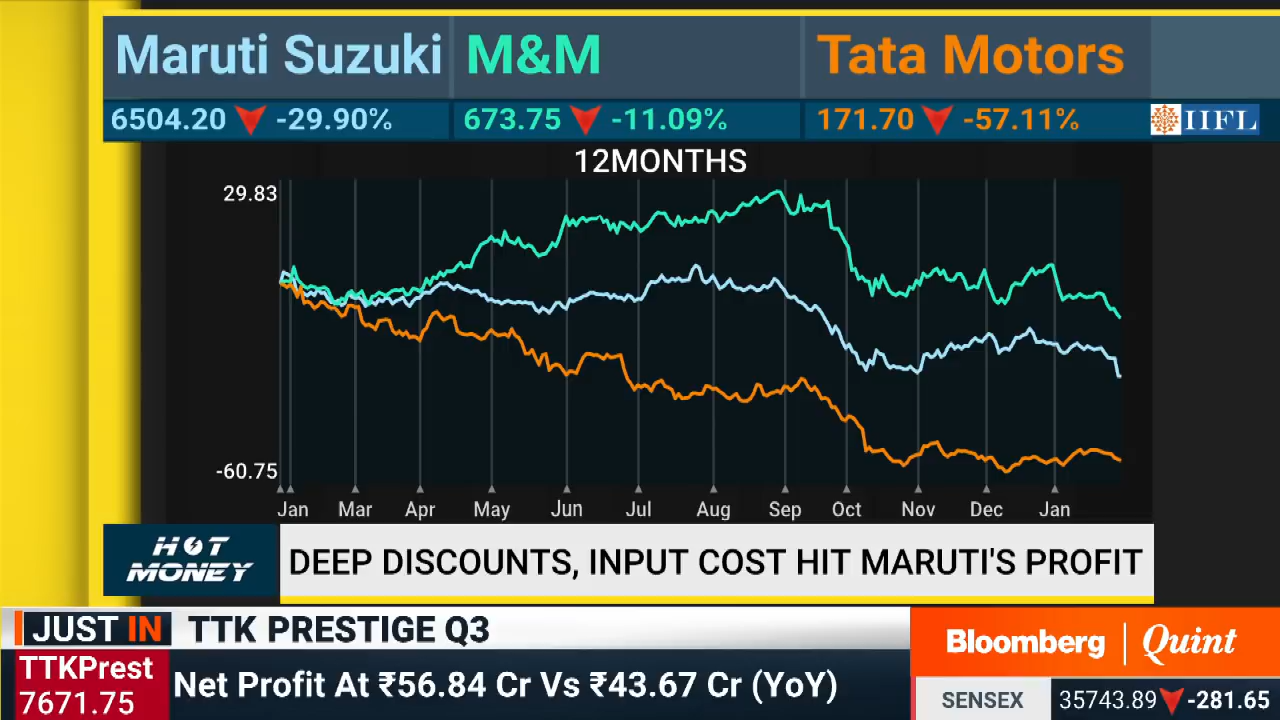 Maruti Suzuki M&M Tata Motors
6504.20 -29.90% 673.75 -11.09% 171.70 -57.11% IIFL
12MONTHS
29.83
-60.75
Jan Mar Apr May Jun Jul Aug Sep Oct Nov Dec Jan
HOT
MONEY
DEEP DISCOUNTS, INPUT COST HIT MARUTI'S PROFIT
JUST IN TTK PRESTIGE Q3
TTKPrest
7671.75
Net Profit At ₹56.84 Cr Vs ₹43.67 Cr (YoY)
Bloomberg | Quint
SENSEX 35743.89 -281.65